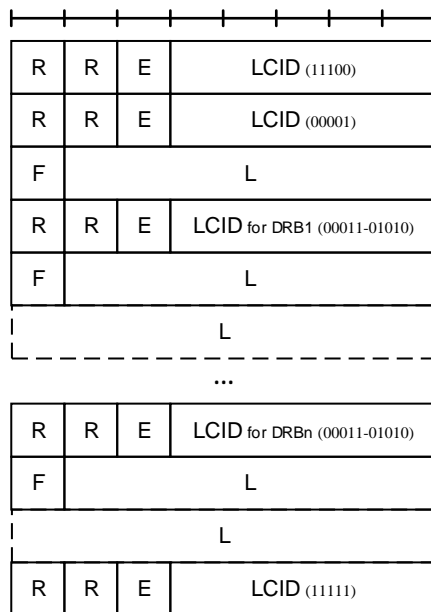 R R E LCID (11100)
R R E LCID (00001)
F L
R R E LCID for DRB1 (00011-01010)
F L
L
...
R R E LCID for DRBn (00011-01010)
F L
L
R R E LCID (11111)